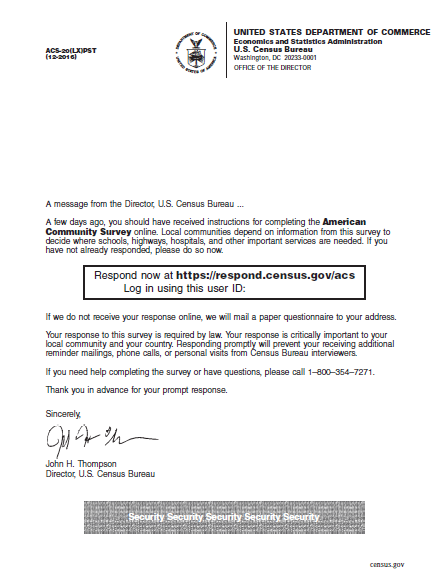 UNITED STATES DEPARTMENT OF COMMERCE
Economics and Statistics Administration
U.S. Census Bureau
Washington, DC 20233-0001
OFFICE OF THE DIRECTOR
ACS-20(LX)PST
(12-2016)
DEPARTMENT OF COMMERCE
UNITED STATES OF AMERICA
A message from the Director, U.S. Census Bureau ...
A few days ago, you should have received instructions for completing the American
Community Survey online. Local communities depend on information from this survey to
decide where schools, highways, hospitals, and other important services are needed. If you
have not already responded, please do so now.
Respond now at https://respond.census.gov/acs
Log in using this user ID:
If we do not receive your response online, we will mail a paper questionnaire to your address.
Your response to this survey is required by law. Your response is critically important to your
local community and your country. Responding promptly will prevent your receiving additional
reminder mailings, phone calls, or personal visits from Census Bureau interviewers.
If you need help completing the survey or have questions, please call 1–800–354–7271.
Thank you in advance for your prompt response.
Sincerely,
John H. Thompson
Director, U.S. Census Bureau
Security Security Security Security Security
census.gov